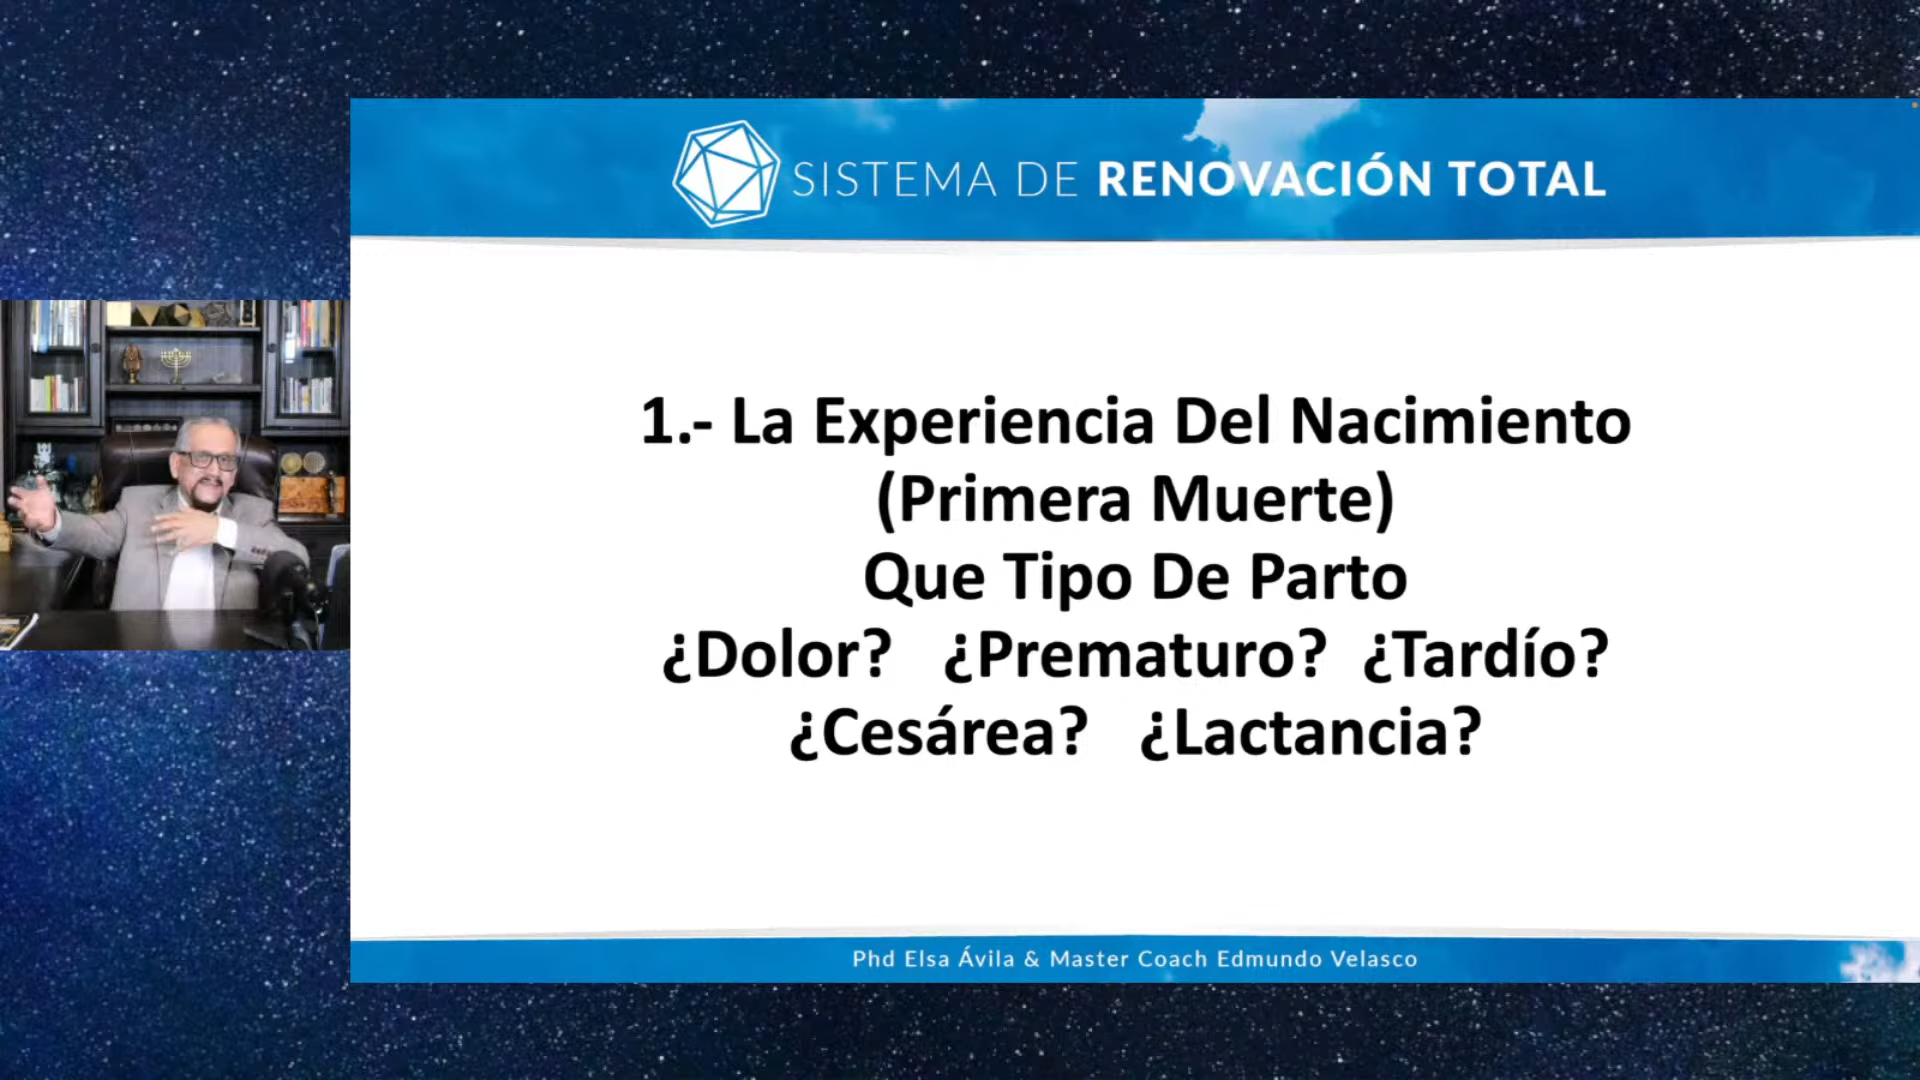 SISTEMA DE RENOVACIÓN TOTAL
1.- La Experiencia Del Nacimiento
(Primera Muerte)
Que Tipo De Parto
¿Dolor? ¿Prematuro? ¿Tardío?
¿Cesárea? ¿Lactancia?
Phd Elsa Ávila & Master Coach Edmundo Velasco